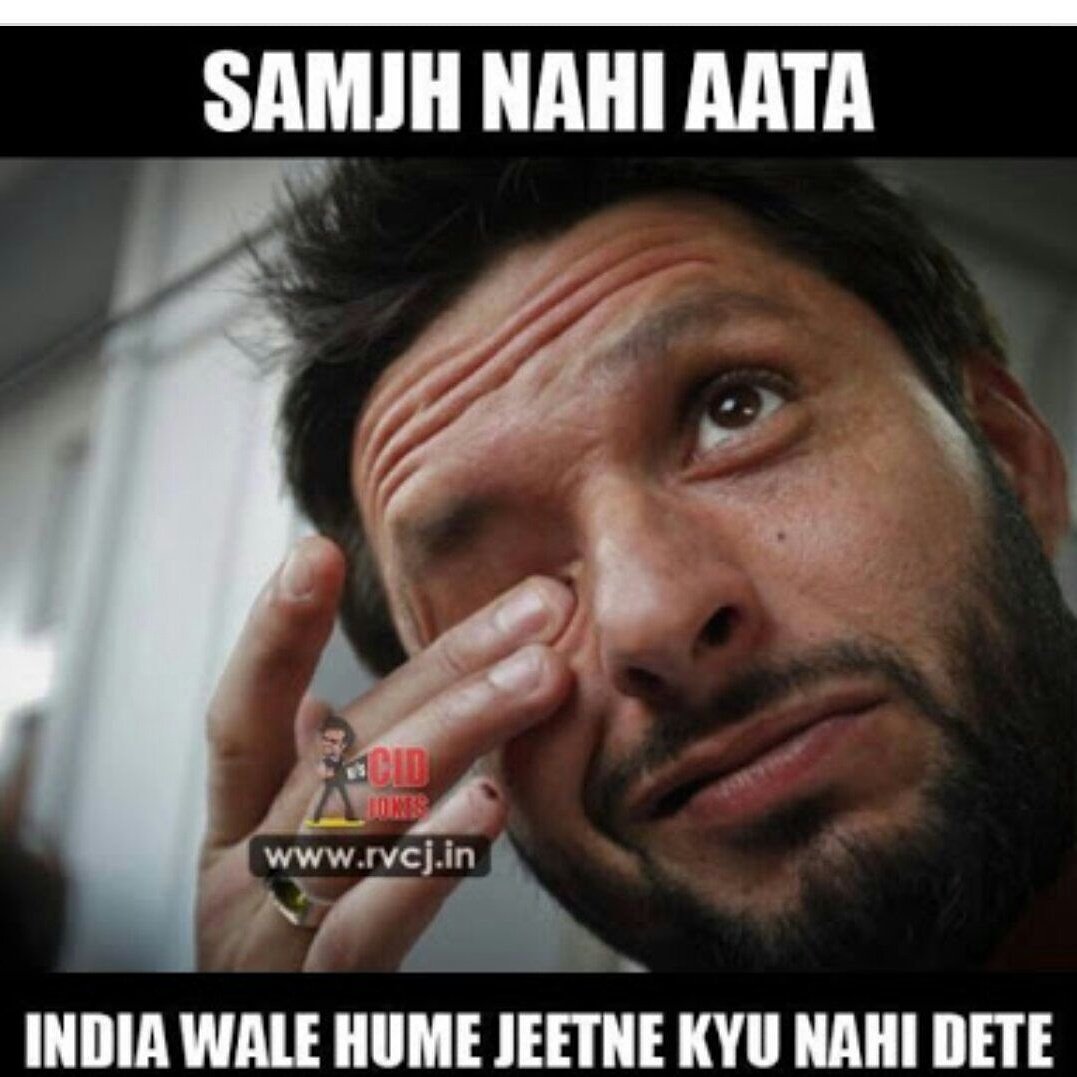 SAMJH NAHI AATA
CID
JOKES
www.rvcj.in
INDIA WALE HUME JEETNE KYU NAHI DETE